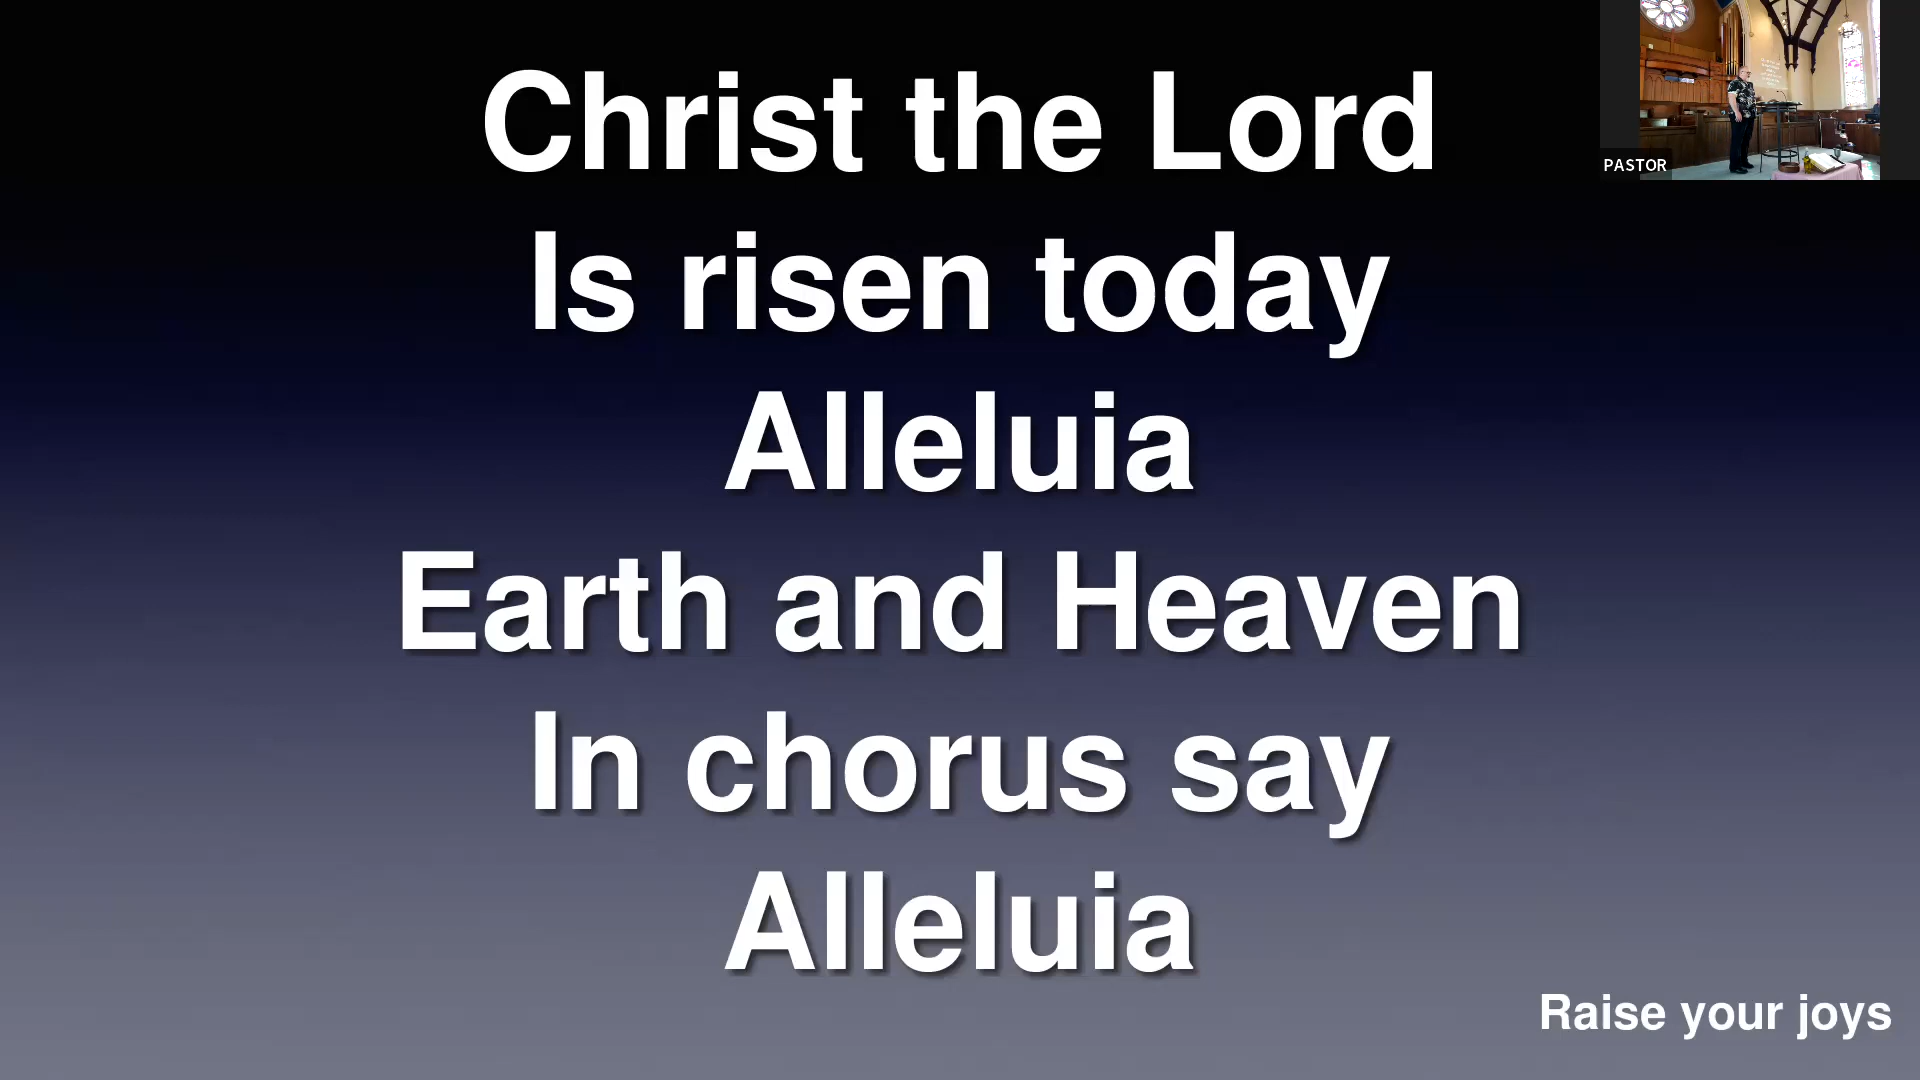 Christ the Lord
Is risen today
Alleluia
Earth and Heaven
In chorus say
Alleluia
Raise your joys
PASTOR